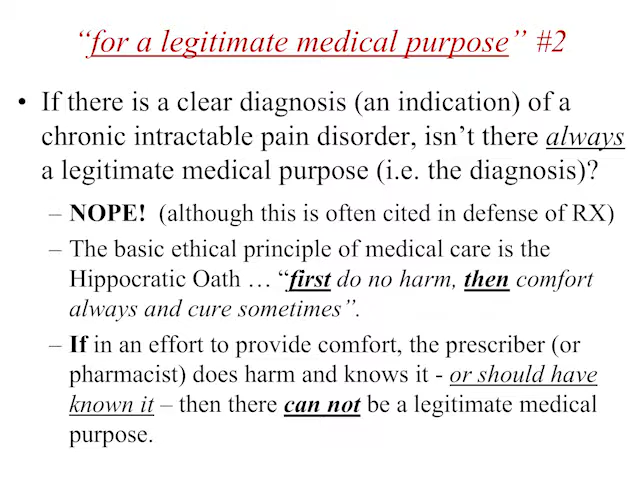 “for a legitimate medical purpose” #2
• If there is a clear diagnosis (an indication) of a
chronic intractable pain disorder, isn’t there always
a legitimate medical purpose (i.e. the diagnosis)?
– NOPE! (although this is often cited in defense of RX)
– The basic ethical principle of medical care is the
Hippocratic Oath … “first do no harm, then comfort
always and cure sometimes”.
– If in an effort to provide comfort, the prescriber (or
pharmacist) does harm and knows it - or should have
known it – then there can not be a legitimate medical
purpose.